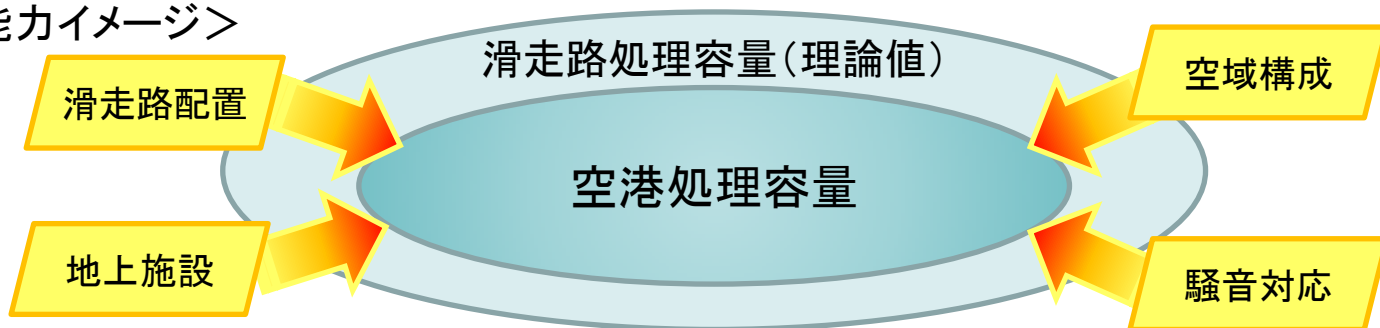 力イメージ＞
滑走路処理容量（理論値）
滑走路配置
空域構成
空港処理容量
地上施設
騒音対応